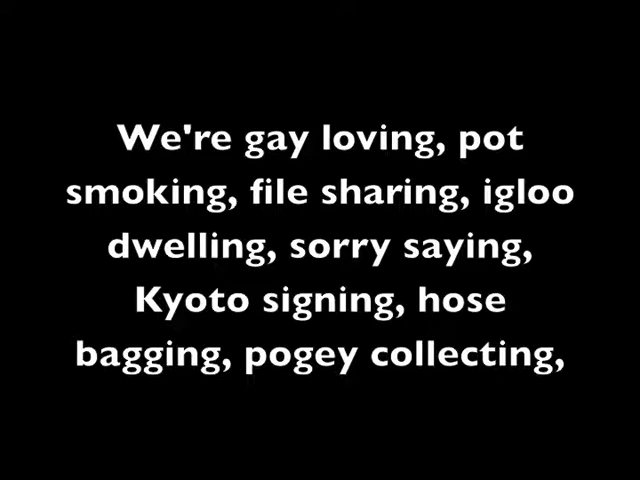 We're gay loving, pot
smoking, file sharing, igloo
dwelling, sorry saying,
Kyoto signing, hose
bagging, pogey collecting,